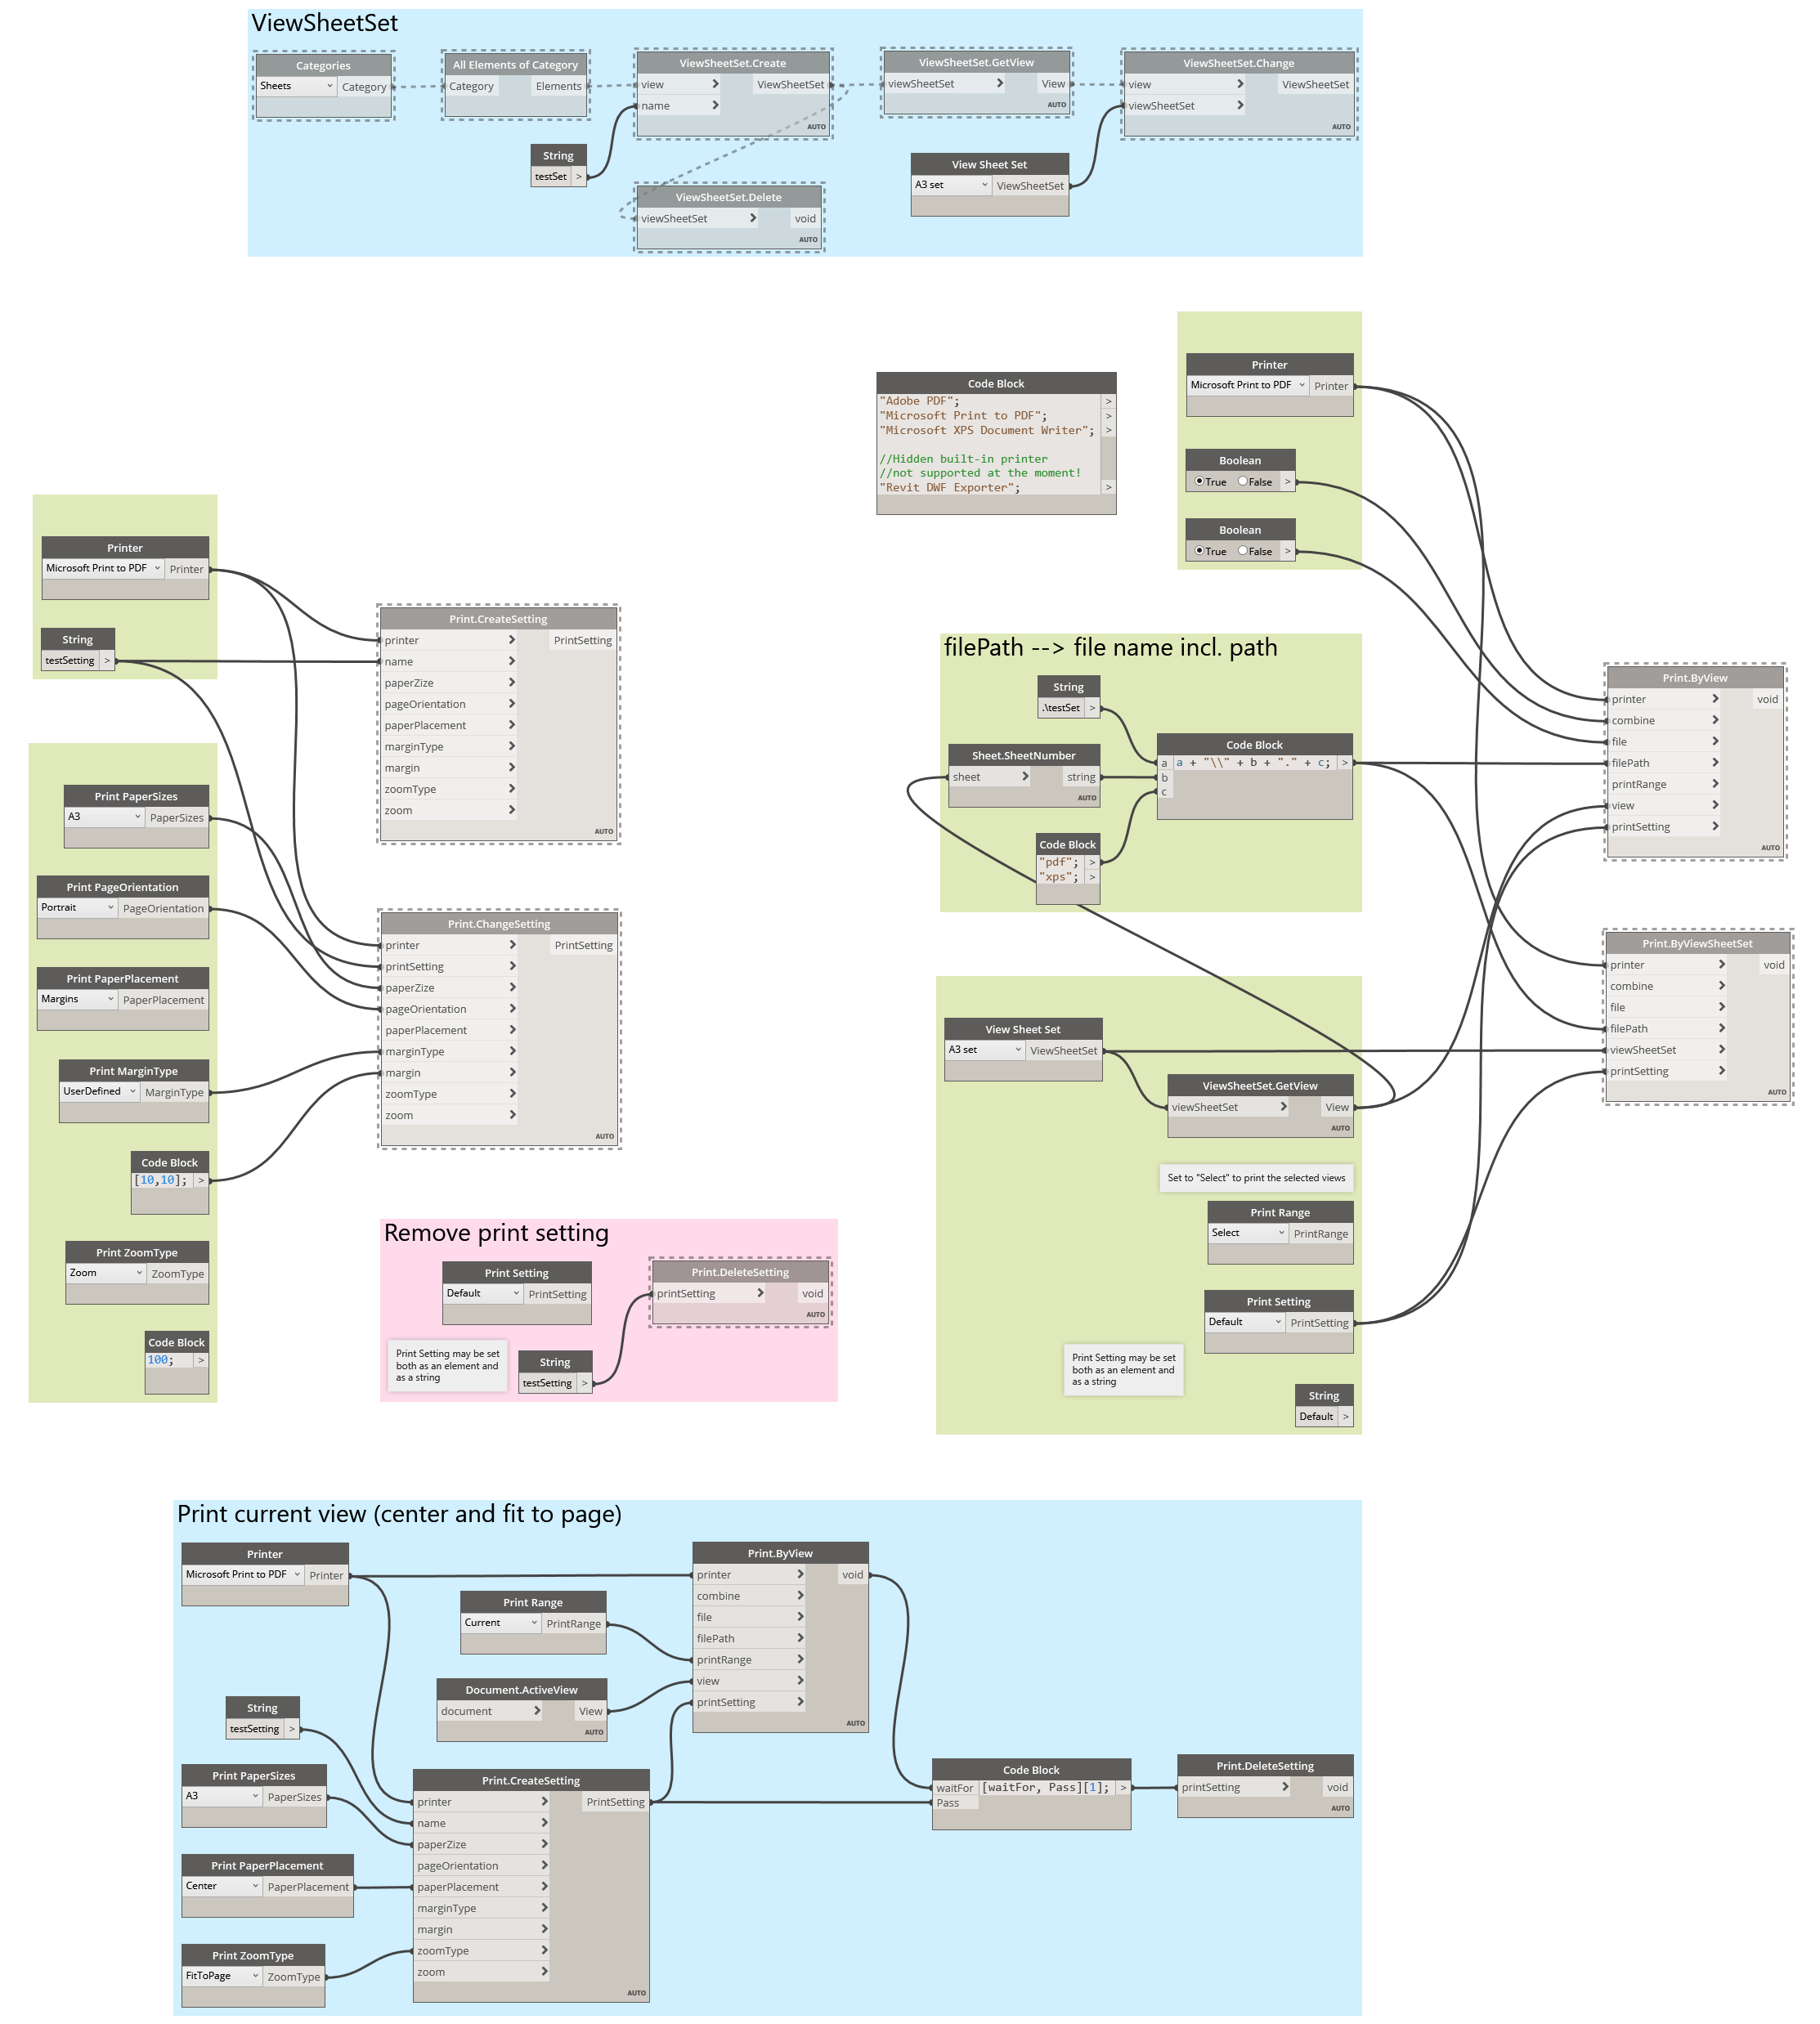 ViewSheetSet
Categories
Sheets
Category
All Elements of Category
Category
Elements
ViewSheetSet.Create
view
ViewSheetSet
name
AUTO
String
testSet >
ViewSheetSet.Delete
viewSheetSet
void
AUTO
ViewSheetSet.GetView
viewSheetSet
View
AUTO
View Sheet Set
A3 set
ViewSheetSet
ViewSheetSet.Change
view
ViewSheetSet
viewSheetSet
AUTO
Code Block
"Adobe PDF"; >
"Microsoft Print to PDF"; >
"Microsoft XPS Document Writer"; >
//Hidden built-in printer
//not supported at the moment!
"Revit DWF Exporter"; >
Printer
Microsoft Print to PDF
Printer
Boolean
True False >
Boolean
True False >
Printer
Microsoft Print to PDF
Printer
String
testSetting >
Print.CreateSetting
printer
PrintSetting
name
paperZize
pageOrientation
paperPlacement
marginType
margin
zoomType
zoom
AUTO
Print PaperSizes
A3
PaperSizes
Print PageOrientation
Portrait
PageOrientation
Print PaperPlacement
Margins
PaperPlacement
Print MarginType
UserDefined
MarginType
Code Block
[10,10]; >
Print ZoomType
Zoom
ZoomType
Code Block
100; >
Print.ChangeSetting
printer
PrintSetting
printSetting
paperZize
pageOrientation
paperPlacement
marginType
margin
zoomType
zoom
AUTO
Remove print setting
Print Setting
Default
PrintSetting
Print Setting may be set
both as an element and
as a string
String
testSetting >
Print.DeleteSetting
printSetting
void
AUTO
filePath --> file name incl. path
String
.\testSet >
Sheet.SheetNumber
sheet
string
AUTO
Code Block
"pdf"; >
"xps"; >
Code Block
a a + "\\" + b + "." + c; >
b
c
Print.ByView
printer
void
combine
file
filePath
printRange
view
printSetting
AUTO
Print.ByViewSheetSet
printer
void
combine
file
filePath
viewSheetSet
printSetting
AUTO
View Sheet Set
A3 set
ViewSheetSet
ViewSheetSet.GetView
viewSheetSet
View
AUTO
Set to "Select" to print the selected views
Print Range
Select
PrintRange
Print Setting
Default
PrintSetting
Print Setting may be set
both as an element and
as a string
String
Default >
Print current view (center and fit to page)
Printer
Microsoft Print to PDF
Printer
String
testSetting >
Print PaperSizes
A3
PaperSizes
Print PaperPlacement
Center
PaperPlacement
Print ZoomType
FitToPage
ZoomType
Print Range
Current
PrintRange
Document.ActiveView
document
View
AUTO
Print.CreateSetting
printer
PrintSetting
name
paperZize
pageOrientation
paperPlacement
marginType
margin
zoomType
zoom
AUTO
Print.ByView
printer
void
combine
file
filePath
printRange
view
printSetting
AUTO
Code Block
waitFor [waitFor, Pass][1]; >
Pass
Print.DeleteSetting
printSetting
void
AUTO